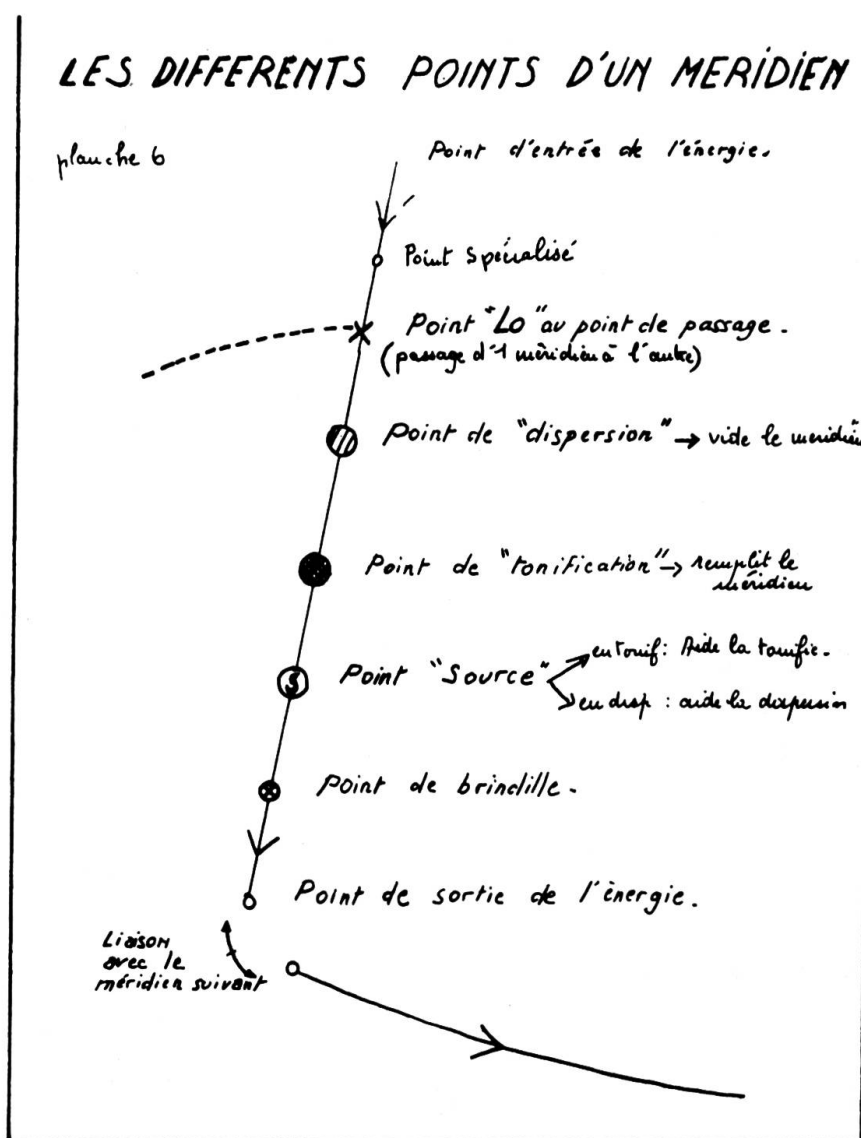 LES DIFFERENTS POINTS D'UN MERIDIEN
planche 6
Point d'entrée de l'énergie.
Point spécialisé
Point "Lo" au point de passage.
(passage d'1 méridien à l'autre)
Point de "dispersion" → vide le meridien
Point de "tonification" → remplit le
méridien
Point "Source"
en tonif : Aide la tonific.
en disp : aide la dispersion
S
Point de brindille.
Point de sortie de l'énergie.
Liaison
avec le
méridien suivant